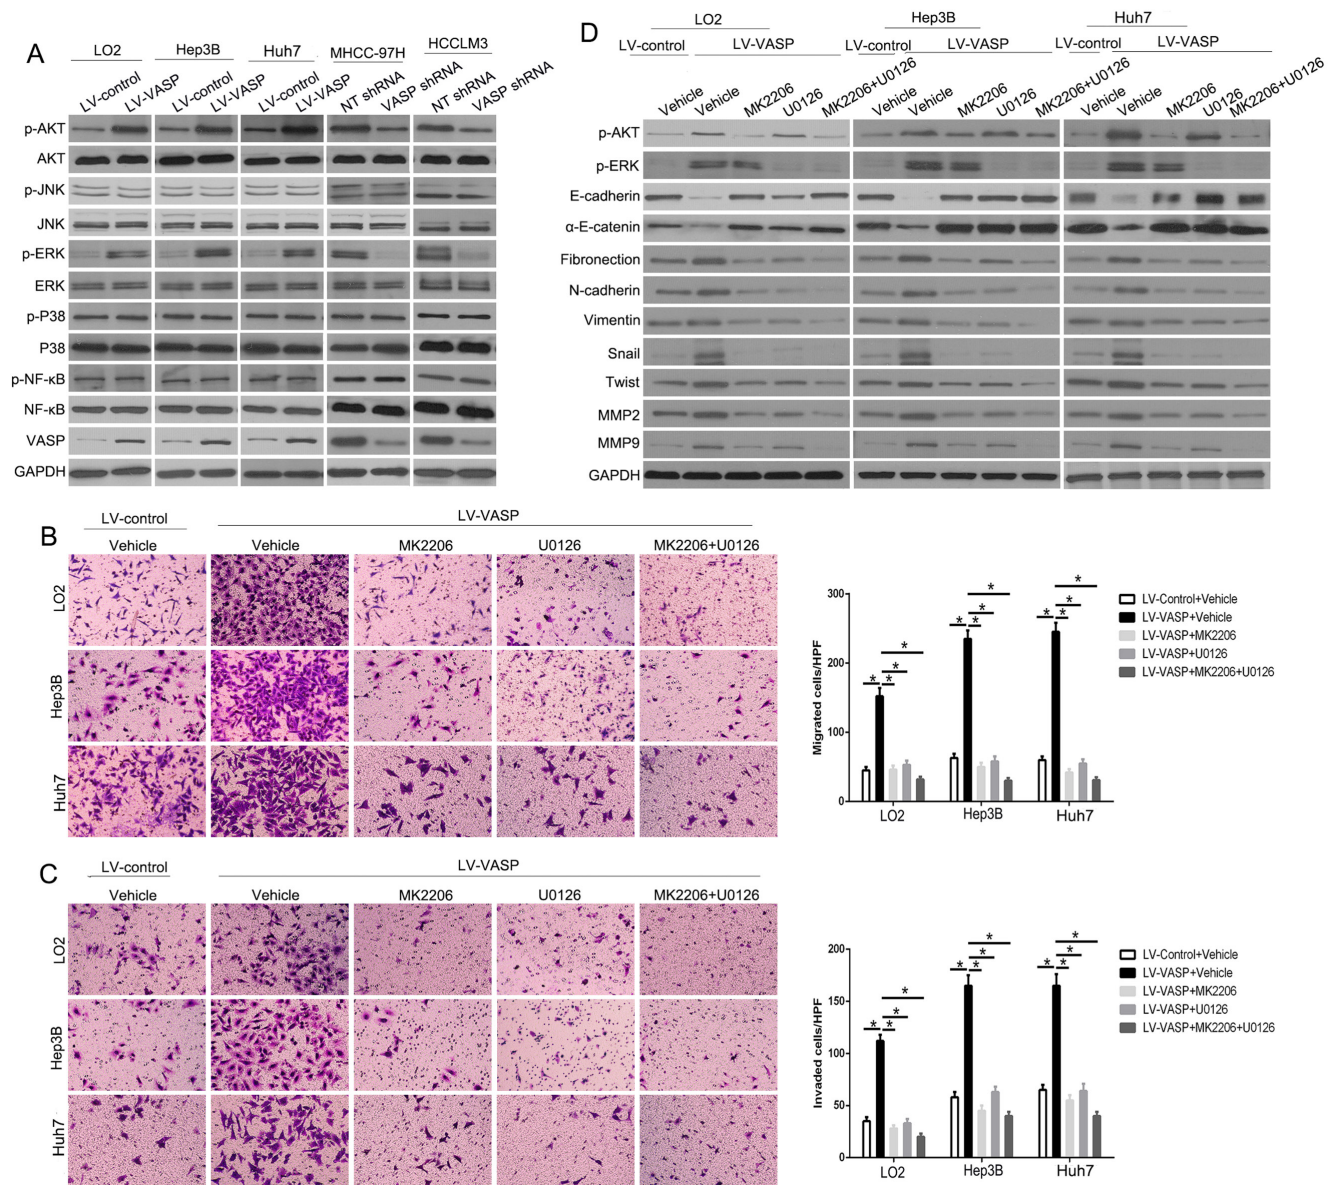 A
LO2 Hep3B Huh7 MHCC-97H HCCLM3
LV-control LV-VASP LV-control LV-VASP LV-control LV-VASP NT shRNA VASP shRNA NT shRNA VASP shRNA
p-AKT
AKT
p-JNK
JNK
p-ERK
ERK
p-P38
P38
p-NF-κB
NF-κB
VASP
GAPDH
D
LO2 Hep3B Huh7
LV-control LV-VASP LV-control LV-VASP LV-control LV-VASP
Vehicle Vehicle MK2206 U0126 MK2206+U0126 Vehicle Vehicle MK2206 U0126 MK2206+U0126 Vehicle Vehicle MK2206 U0126 MK2206+U0126
p-AKT
p-ERK
E-cadherin
α-E-catenin
Fibronection
N-cadherin
Vimentin
Snail
Twist
MMP2
MMP9
GAPDH
B
LV-control LV-VASP
Vehicle Vehicle MK2206 U0126 MK2206+U0126
LO2
Hep3B
Huh7
Migrated cells/HPF
300
200
100
0
* * * *
* * * *
* * * *
LO2 Hep3B Huh7
LV-Control+Vehicle
LV-VASP+Vehicle
LV-VASP+MK2206
LV-VASP+U0126
LV-VASP+MK2206+U0126
C
LV-control LV-VASP
Vehicle Vehicle MK2206 U0126 MK2206+U0126
LO2
Hep3B
Huh7
Invaded cells/HPF
200
150
100
50
0
* * * *
* * * *
* * * *
LO2 Hep3B Huh7
LV-Control+Vehicle
LV-VASP+Vehicle
LV-VASP+MK2206
LV-VASP+U0126
LV-VASP+MK2206+U0126